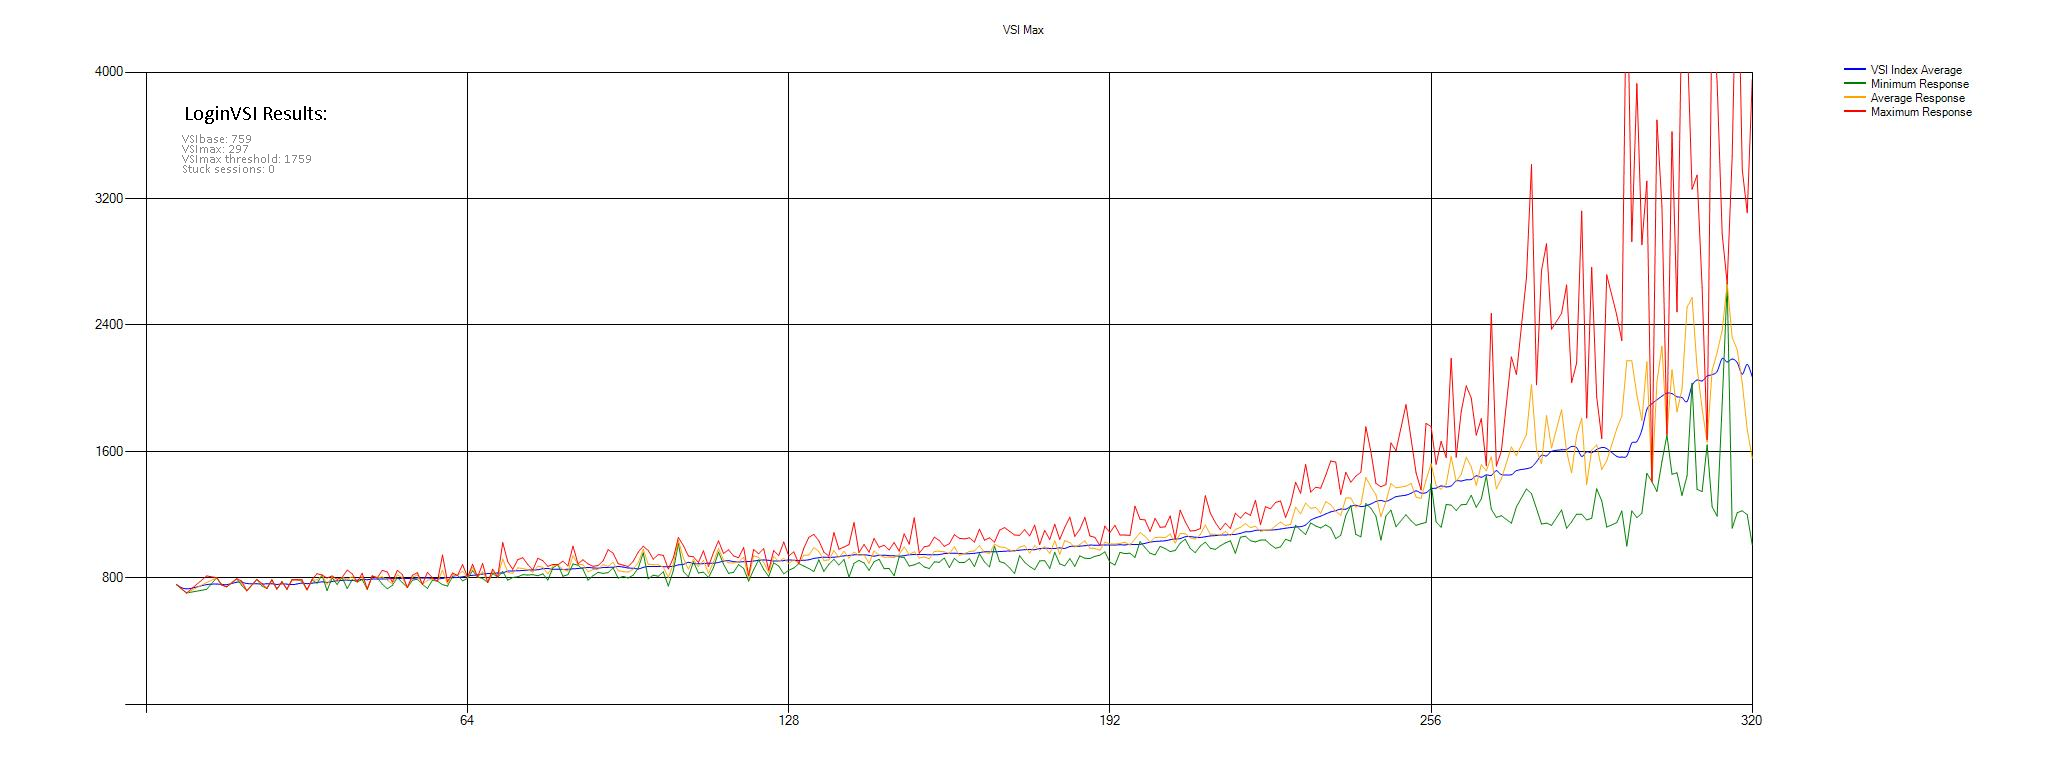 VSI Max
4000
3200
2400
1600
800
64
128
192
256
320
LoginVSI Results:
VSIbase: 759
VSImax: 297
VSImax threshold: 1759
Stuck sessions: 0
VSI Index Average
Minimum Response
Average Response
Maximum Response